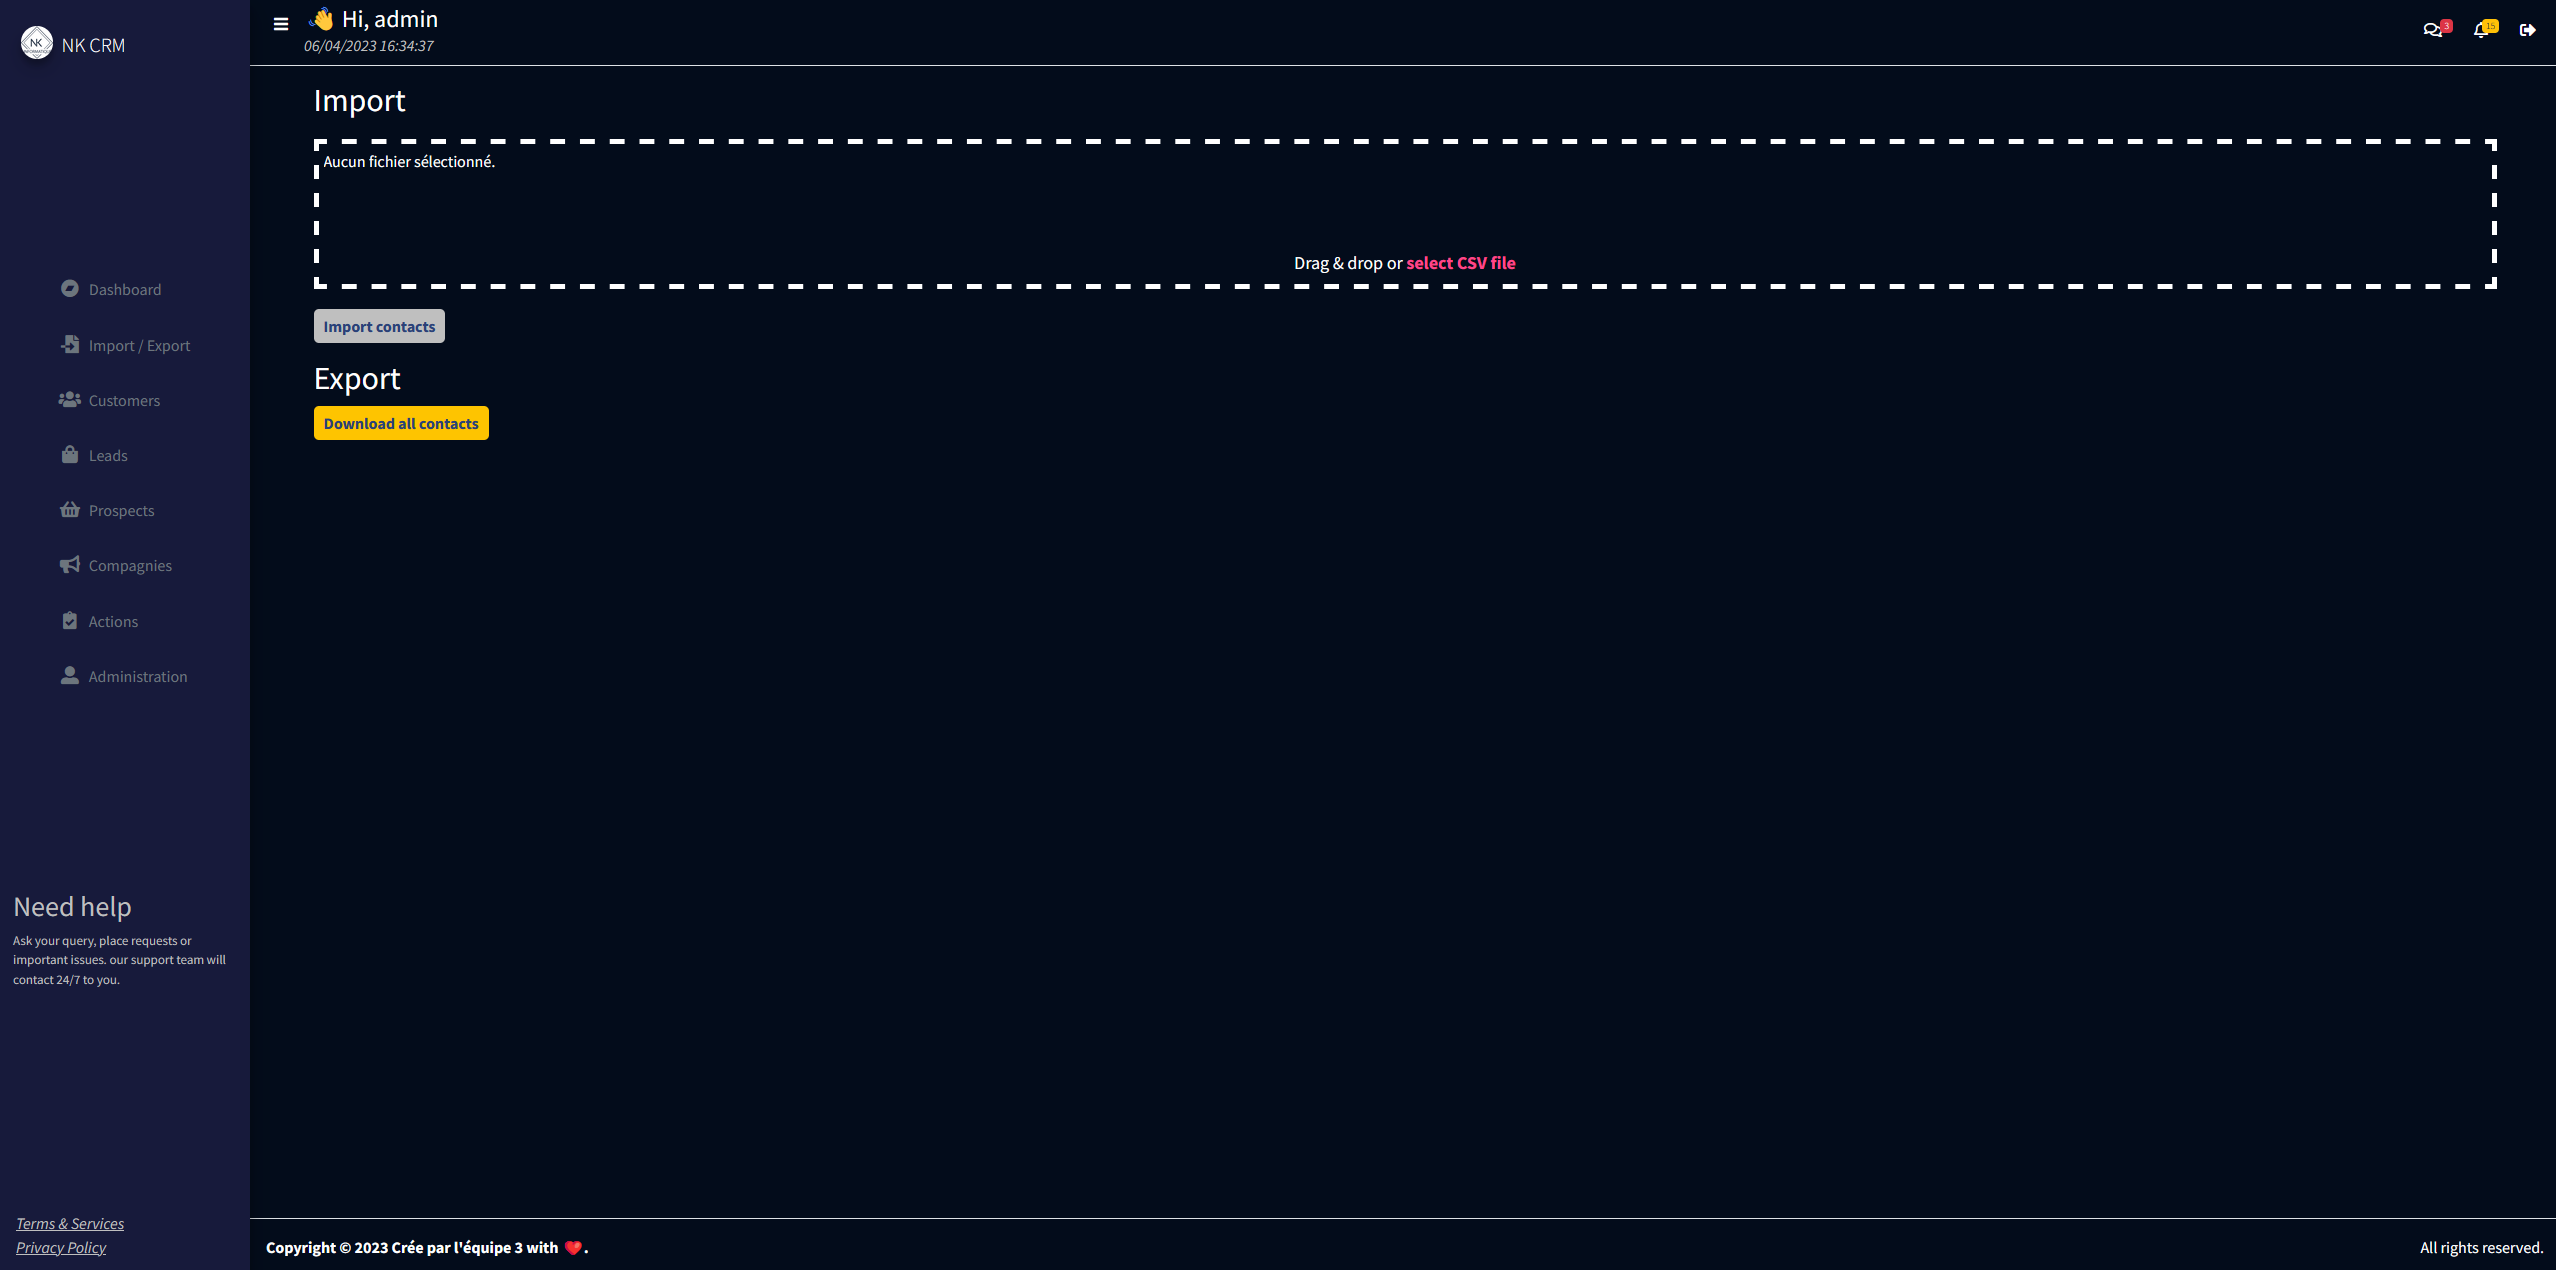 NK CRM
Hi, admin
06/04/2023 16:34:37
3
15
Import
Aucun fichier sélectionné.
Drag & drop or select CSV file
Import contacts
Export
Download all contacts
Dashboard
Import / Export
Customers
Leads
Prospects
Compagnies
Actions
Administration
Need help
Ask your query, place requests or
important issues. our support team will
contact 24/7 to you.
Terms & Services
Privacy Policy
Copyright © 2023 Crée par l'équipe 3 with ❤️.
All rights reserved.